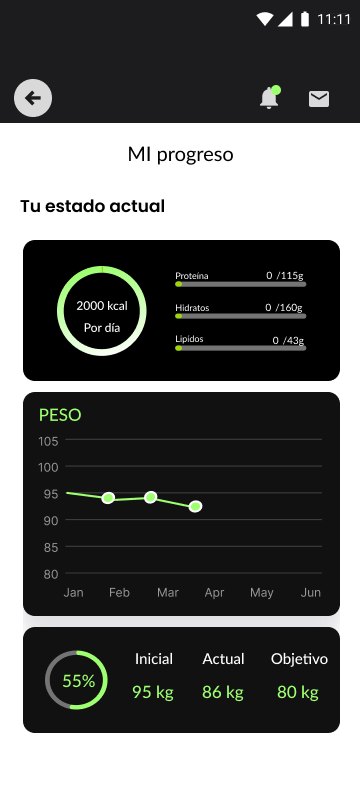 11:11
MI progreso
Tu estado actual
2000 kcal
Por día
Proteína 0 /115g
Hidratos 0 /160g
Lipidos 0 /43g
PESO
105
100
95
90
85
80
Jan Feb Mar Apr May Jun
55%
Inicial Actual Objetivo
95 kg 86 kg 80 kg